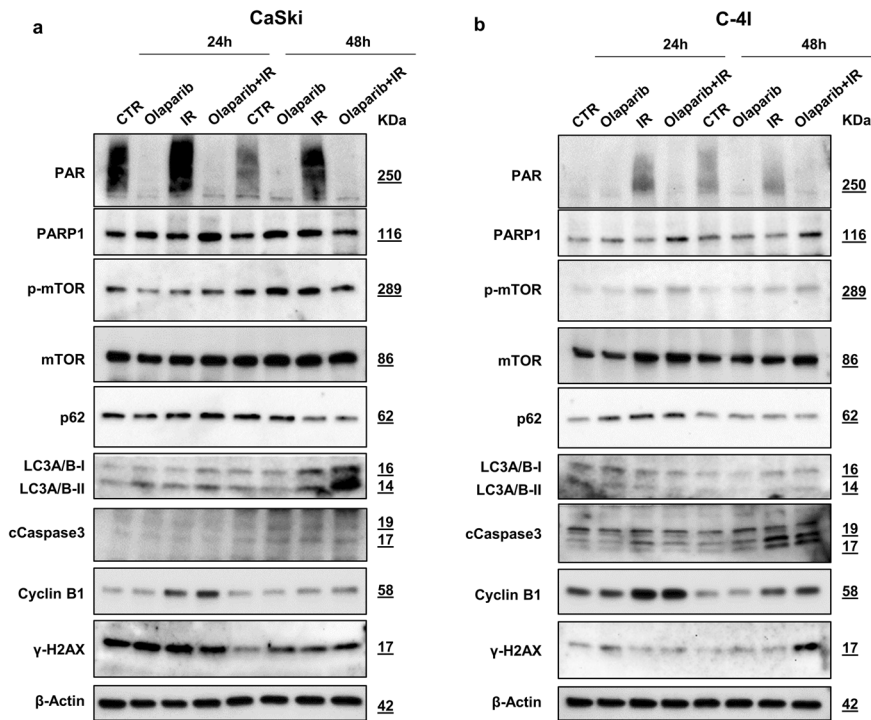 a
CaSki
24h
48h
CTR
Olaparib
IR
Olaparib+IR
CTR
Olaparib
IR
Olaparib+IR
KDa
PAR
250
PARP1
116
p-mTOR
289
mTOR
86
p62
62
LC3A/B-I
16
LC3A/B-II
14
cCaspase3
19
17
Cyclin B1
58
γ-H2AX
17
β-Actin
42
b
C-4I
24h
48h
CTR
Olaparib
IR
Olaparib+IR
CTR
Olaparib
IR
Olaparib+IR
KDa
PAR
250
PARP1
116
p-mTOR
289
mTOR
86
p62
62
LC3A/B-I
16
LC3A/B-II
14
cCaspase3
19
17
Cyclin B1
58
γ-H2AX
17
β-Actin
42